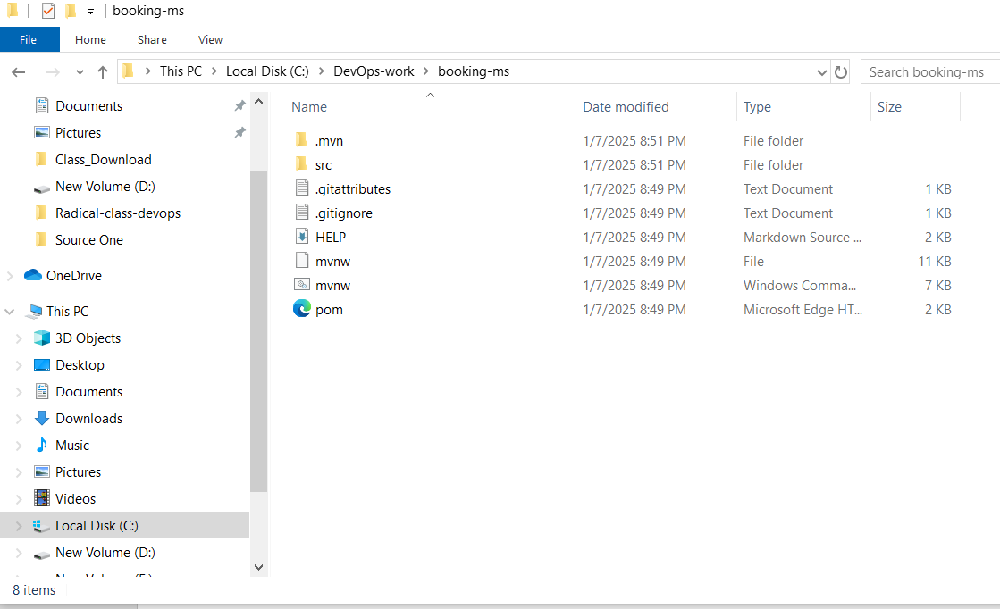 booking-ms
File Home Share View
This PC Local Disk (C:) DevOps-work booking-ms Search booking-ms
Documents
Pictures
Class_Download
New Volume (D:)
Radical-class-devops
Source One
OneDrive
This PC
3D Objects
Desktop
Documents
Downloads
Music
Pictures
Videos
Local Disk (C:)
New Volume (D:)
Name Date modified Type Size
.mvn 1/7/2025 8:51 PM File folder
src 1/7/2025 8:51 PM File folder
.gitattributes 1/7/2025 8:49 PM Text Document 1 KB
.gitignore 1/7/2025 8:49 PM Text Document 1 KB
HELP 1/7/2025 8:49 PM Markdown Source ... 2 KB
mvnw 1/7/2025 8:49 PM File 11 KB
mvnw 1/7/2025 8:49 PM Windows Comma... 7 KB
pom 1/7/2025 8:49 PM Microsoft Edge HT... 2 KB
8 items